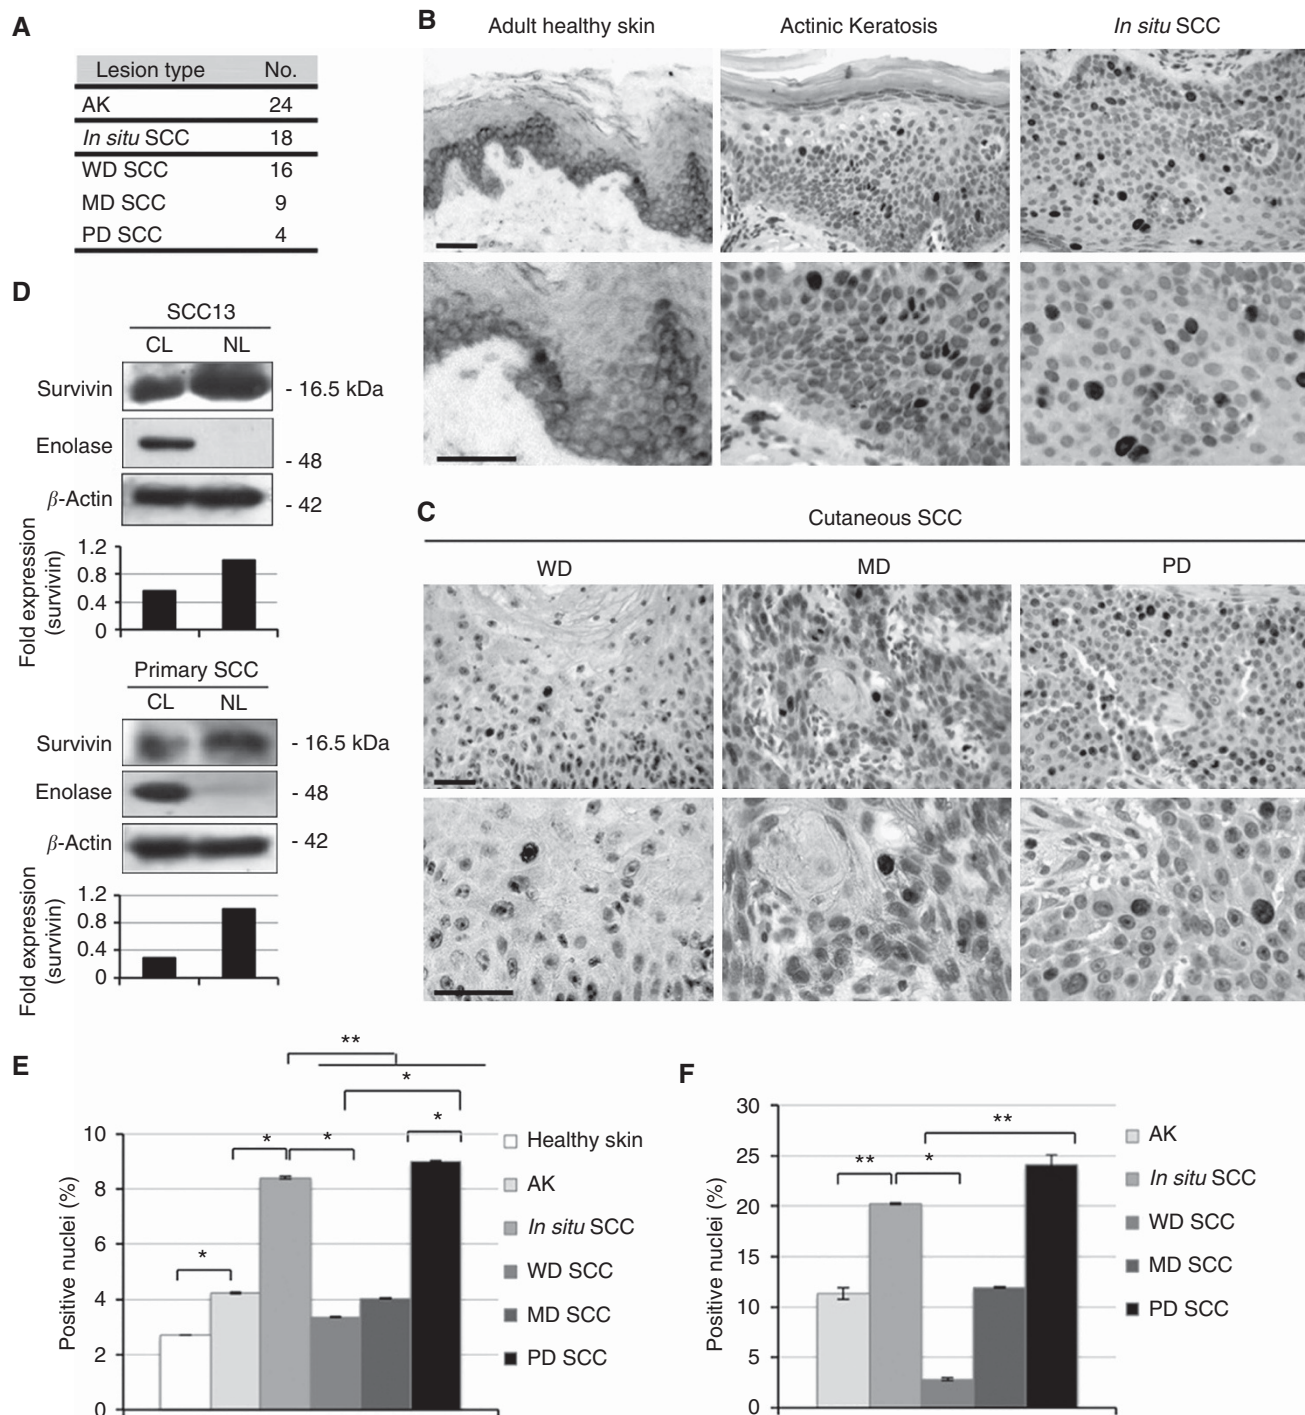 A
Lesion type No.
AK 24
In situ SCC 18
WD SCC 16
MD SCC 9
PD SCC 4
B
Adult healthy skin Actinic Keratosis In situ SCC
C
Cutaneous SCC
WD MD PD
D
SCC13
CL NL
Survivin - 16.5 kDa
Enolase - 48
β-Actin - 42
Fold expression
(survivin)
1.2
0.8
0.4
0
Primary SCC
CL NL
Survivin - 16.5 kDa
Enolase - 48
β-Actin - 42
Fold expression
(survivin)
1.2
0.8
0.4
0
E
Positive nuclei (%)
10
8
6
4
2
0
*
*
*
**
*
*
Healthy skin
AK
In situ SCC
WD SCC
MD SCC
PD SCC
F
Positive nuclei (%)
30
25
20
15
10
5
0
**
*
**
AK
In situ SCC
WD SCC
MD SCC
PD SCC